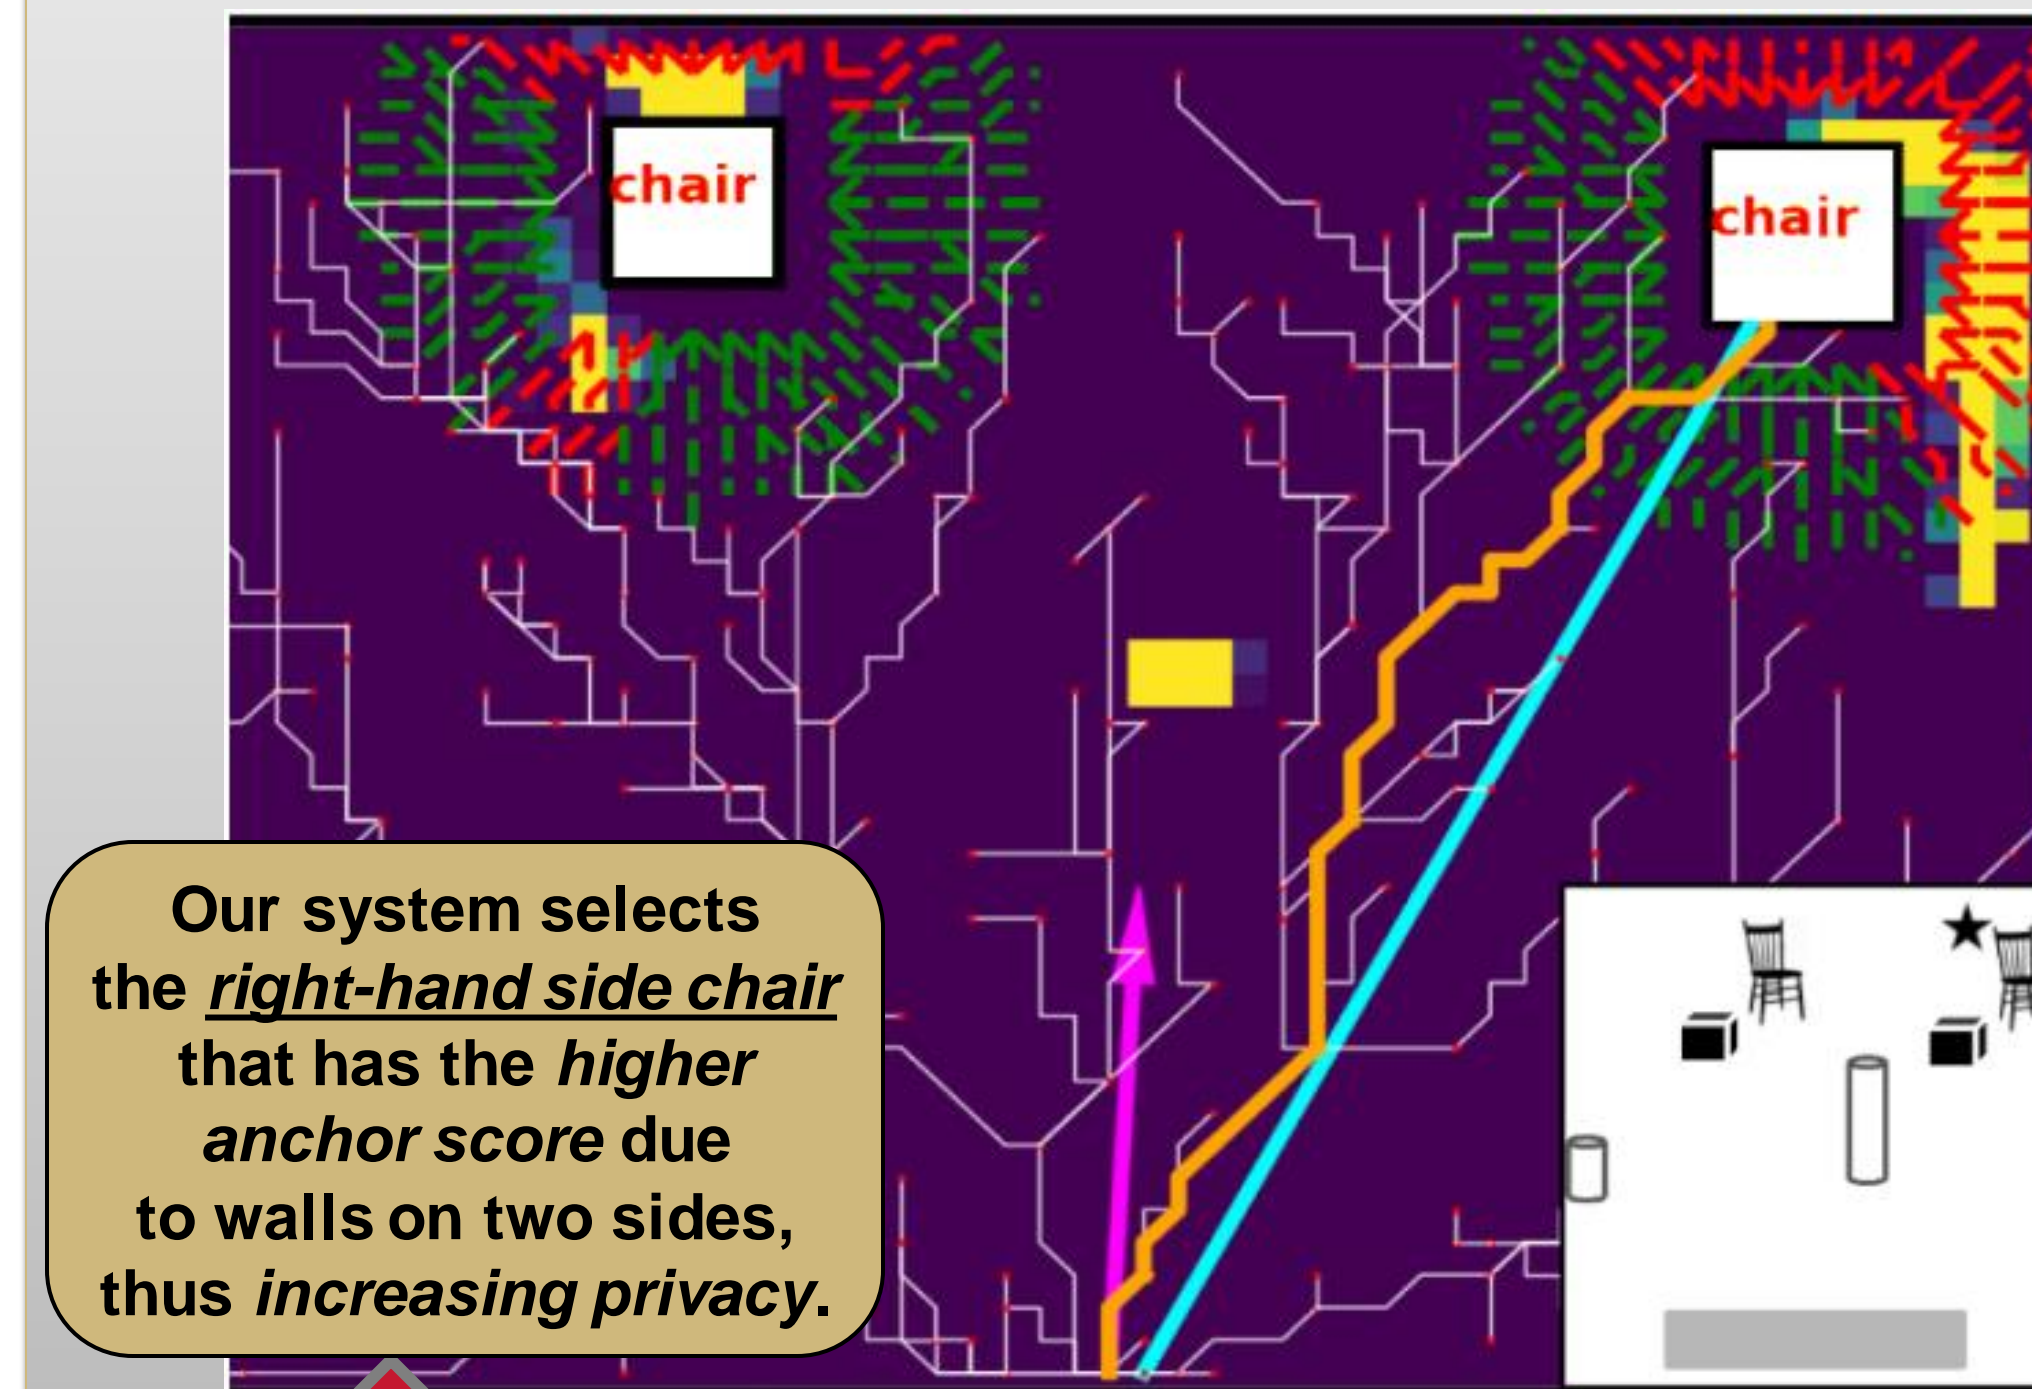 chair
chair
Our system selects
the right-hand side chair
that has the higher
anchor score due
to walls on two sides,
thus increasing privacy.